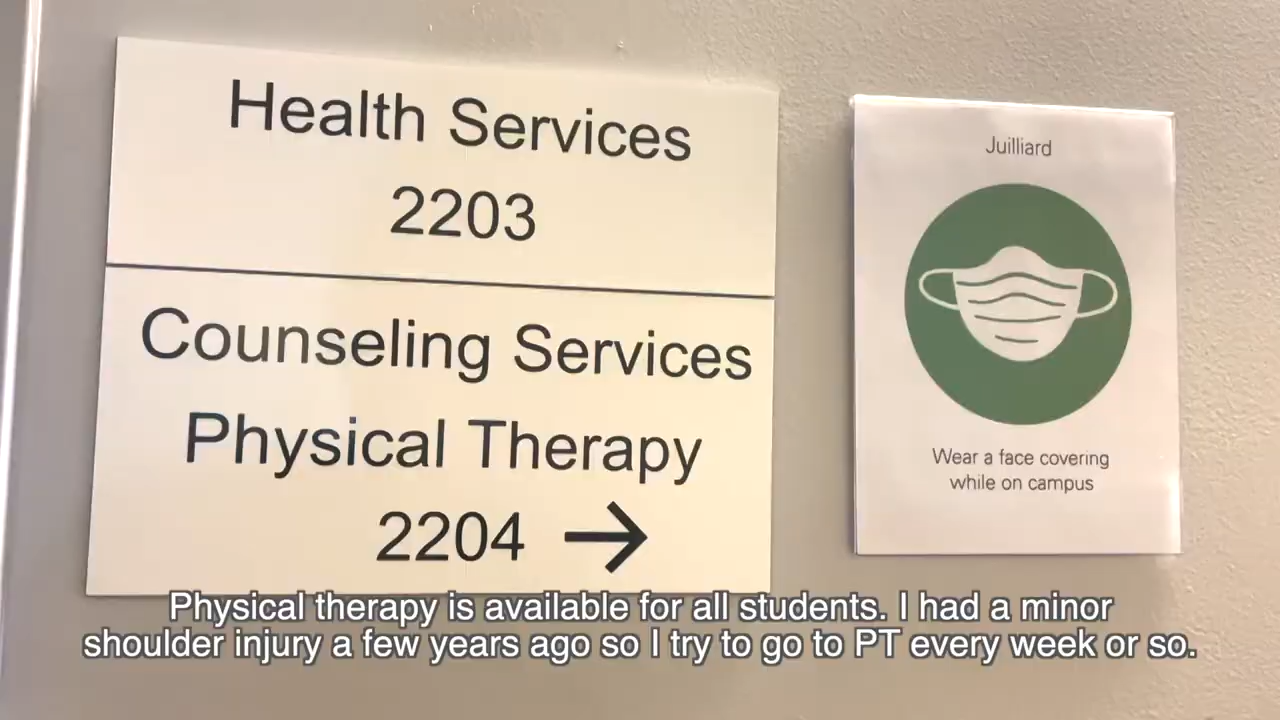 Health Services
2203
Counseling Services
Physical Therapy
2204 →
Juilliard
Wear a face covering
while on campus
Physical therapy is available for all students. I had a minor
shoulder injury a few years ago so I try to go to PT every week or so.